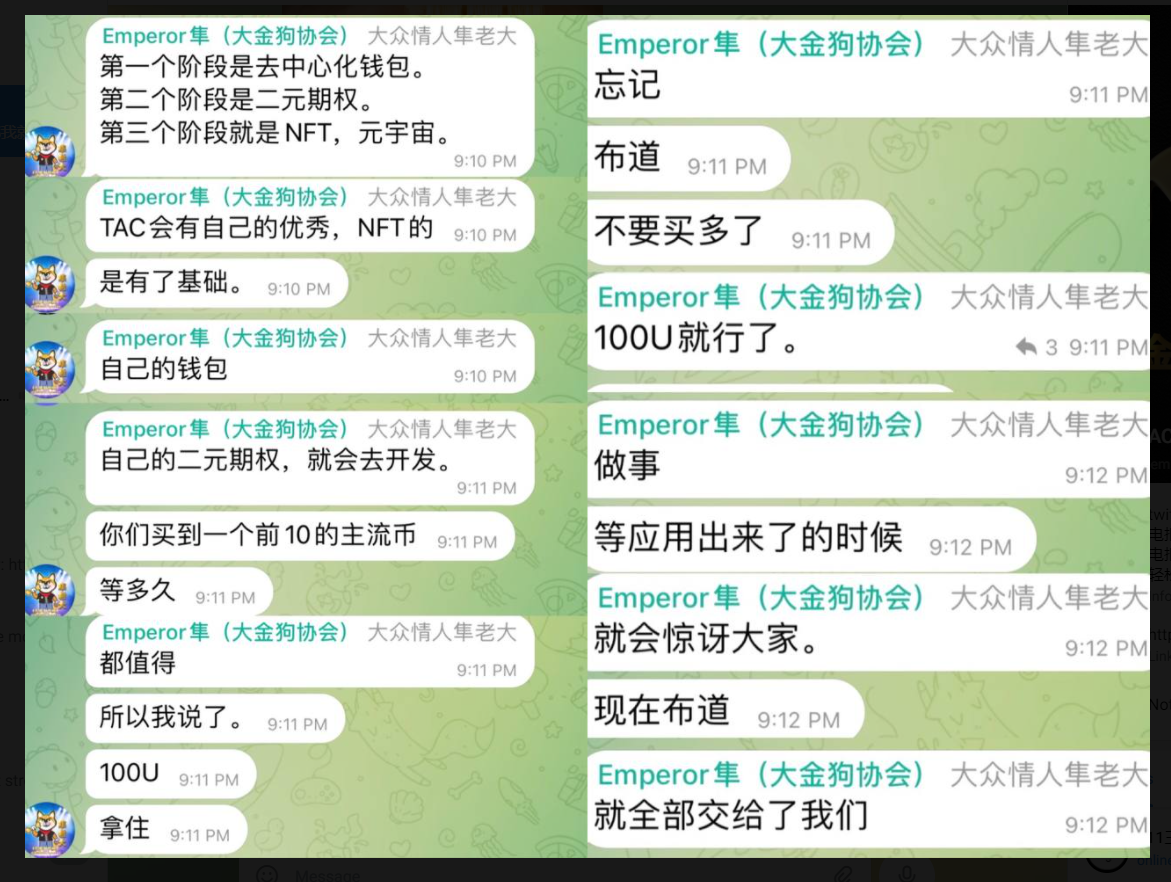 Emperor隼（大金狗协会） 大众情人隼老大
第一个阶段是去中心化钱包。
第二个阶段是二元期权。
第三个阶段就是NFT，元宇宙。
9:10 PM
Emperor隼（大金狗协会） 大众情人隼老大
TAC会有自己的优秀，NFT的 9:10 PM
是有了基础。 9:10 PM
Emperor隼（大金狗协会） 大众情人隼老大
自己的钱包 9:10 PM
Emperor隼（大金狗协会） 大众情人隼老大
自己的二元期权，就会去开发。
9:11 PM
你们买到一个前10的主流币 9:11 PM
等多久 9:11 PM
Emperor隼（大金狗协会） 大众情人隼老大
都值得 9:11 PM
所以我说了。 9:11 PM
100U 9:11 PM
拿住 9:11 PM
Emperor隼（大金狗协会） 大众情人隼老大
忘记
9:11 PM
布道 9:11 PM
不要买多了 9:11 PM
Emperor隼（大金狗协会） 大众情人隼老大
100U就行了。 3 9:11 PM
Emperor隼（大金狗协会） 大众情人隼老大
做事 9:12 PM
等应用出来了的时候 9:12 PM
Emperor隼（大金狗协会） 大众情人隼老大
就会惊讶大家。 9:12 PM
现在布道 9:12 PM
Emperor隼（大金狗协会） 大众情人隼老大
就全部交给了我们 9:12 PM
Message